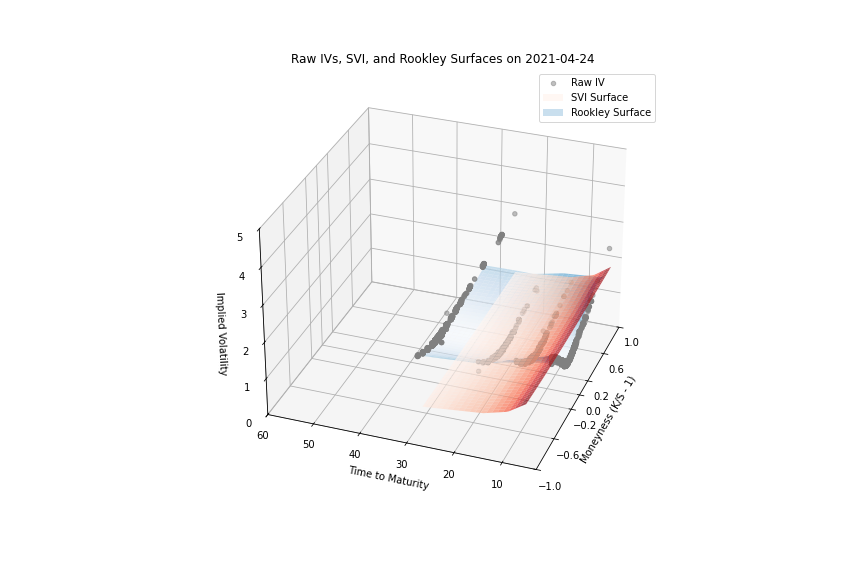 Raw IVs, SVI, and Rookley Surfaces on 2021-04-24
Raw IV
SVI Surface
Rookley Surface
5
4
3
2
1
0
Implied Volatility
60
50
40
30
20
10
Time to Maturity
1.0
0.6
0.2
0.0
−0.2
−0.6
−1.0
Moneyness (K/S - 1)